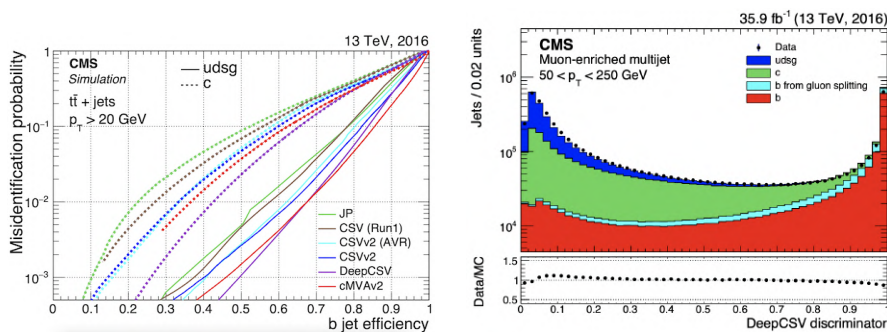 13 TeV, 2016
Misidentification probability
1
10⁻¹
10⁻²
10⁻³
CMS
Simulation
tt̄ + jets
p_T > 20 GeV
udsg
c
JP
CSV (Run1)
CSVv2 (AVR)
CSVv2
DeepCSV
cMVAv2
0 0.1 0.2 0.3 0.4 0.5 0.6 0.7 0.8 0.9 1
b jet efficiency
35.9 fb⁻¹ (13 TeV, 2016)
Jets / 0.02 units
10⁶
10⁵
10⁴
CMS
Muon-enriched multijet
50 < p_T < 250 GeV
Data
udsg
c
b from gluon splitting
b
Data/MC
1.5
1
0.5
0 0.1 0.2 0.3 0.4 0.5 0.6 0.7 0.8 0.9 1
DeepCSV discriminator